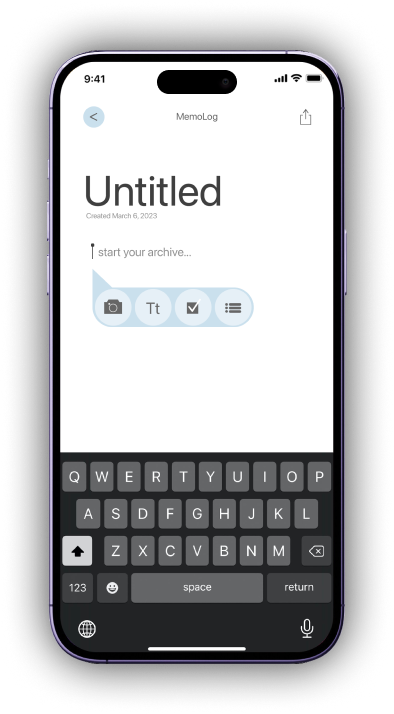 9:41
< MemoLog
Untitled
Created March 6, 2023
start your archive...
Tt
Q W E R T Y U I O P
A S D F G H J K L
Z X C V B N M
123 space return